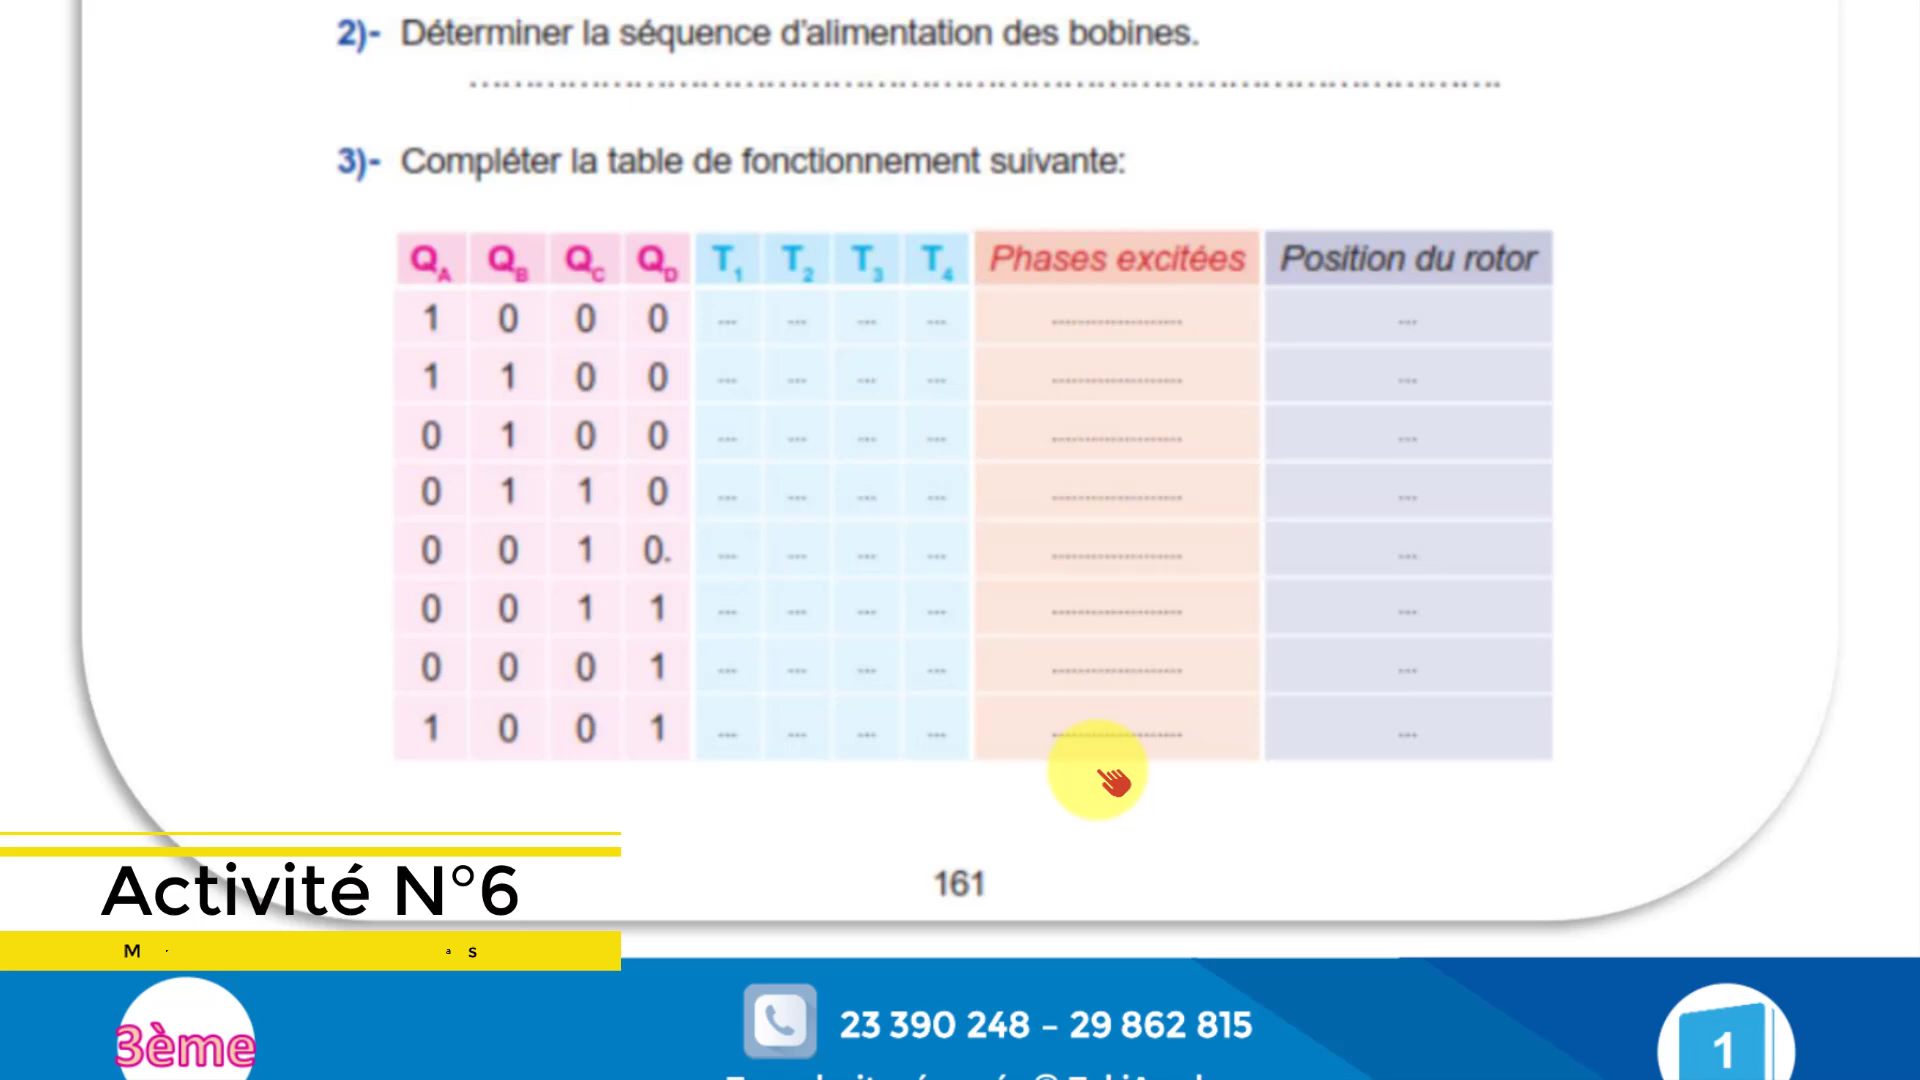 2)- Déterminer la séquence d'alimentation des bobines.
3)- Compléter la table de fonctionnement suivante:
QA QB QC QD T1 T2 T3 T4 Phases excitées Position du rotor
1 0 0 0 ... ... ... ... .................... ...
1 1 0 0 ... ... ... ... .................... ...
0 1 0 0 ... ... ... ... .................... ...
0 1 1 0 ... ... ... ... .................... ...
0 0 1 0. ... ... ... ... .................... ...
0 0 1 1 ... ... ... ... .................... ...
0 0 0 1 ... ... ... ... .................... ...
1 0 0 1 ... ... ... ... .................... ...
161
Activité N°6
3ème
23 390 248 – 29 862 815
1